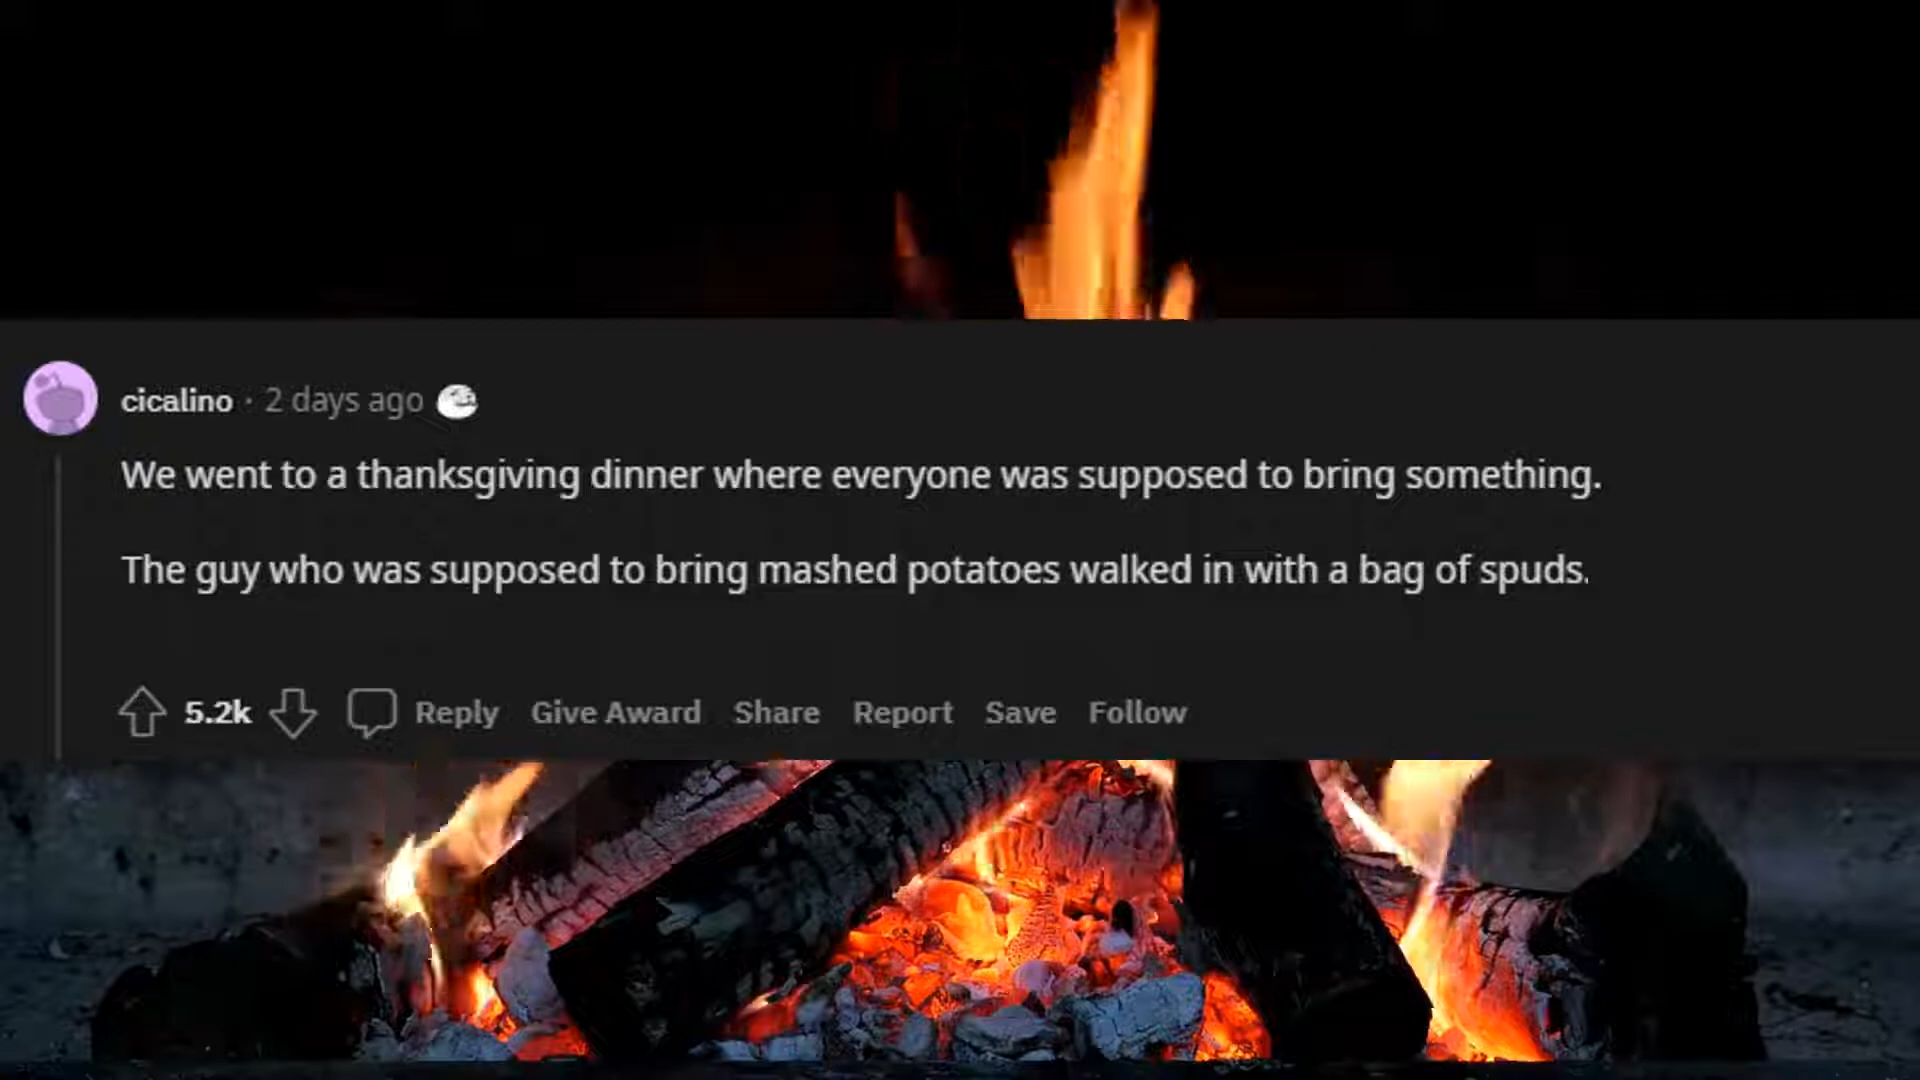 cicalino · 2 days ago
We went to a thanksgiving dinner where everyone was supposed to bring something.
The guy who was supposed to bring mashed potatoes walked in with a bag of spuds.
5.2k Reply Give Award Share Report Save Follow